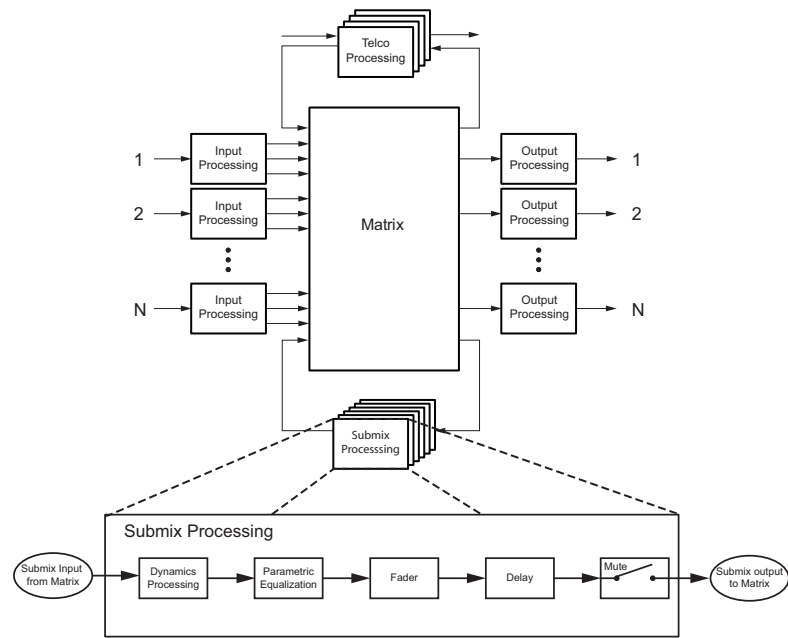 Telco
Processing
1
Input
Processing
Output
Processing
1
2
Input
Processing
Output
Processing
2
Matrix
N
Input
Processing
Output
Processing
N
Submix
Processsing
Submix Processing
Submix Input
from Matrix
Dynamics
Processing
Parametric
Equalization
Fader
Delay
Mute
Submix output
to Matrix